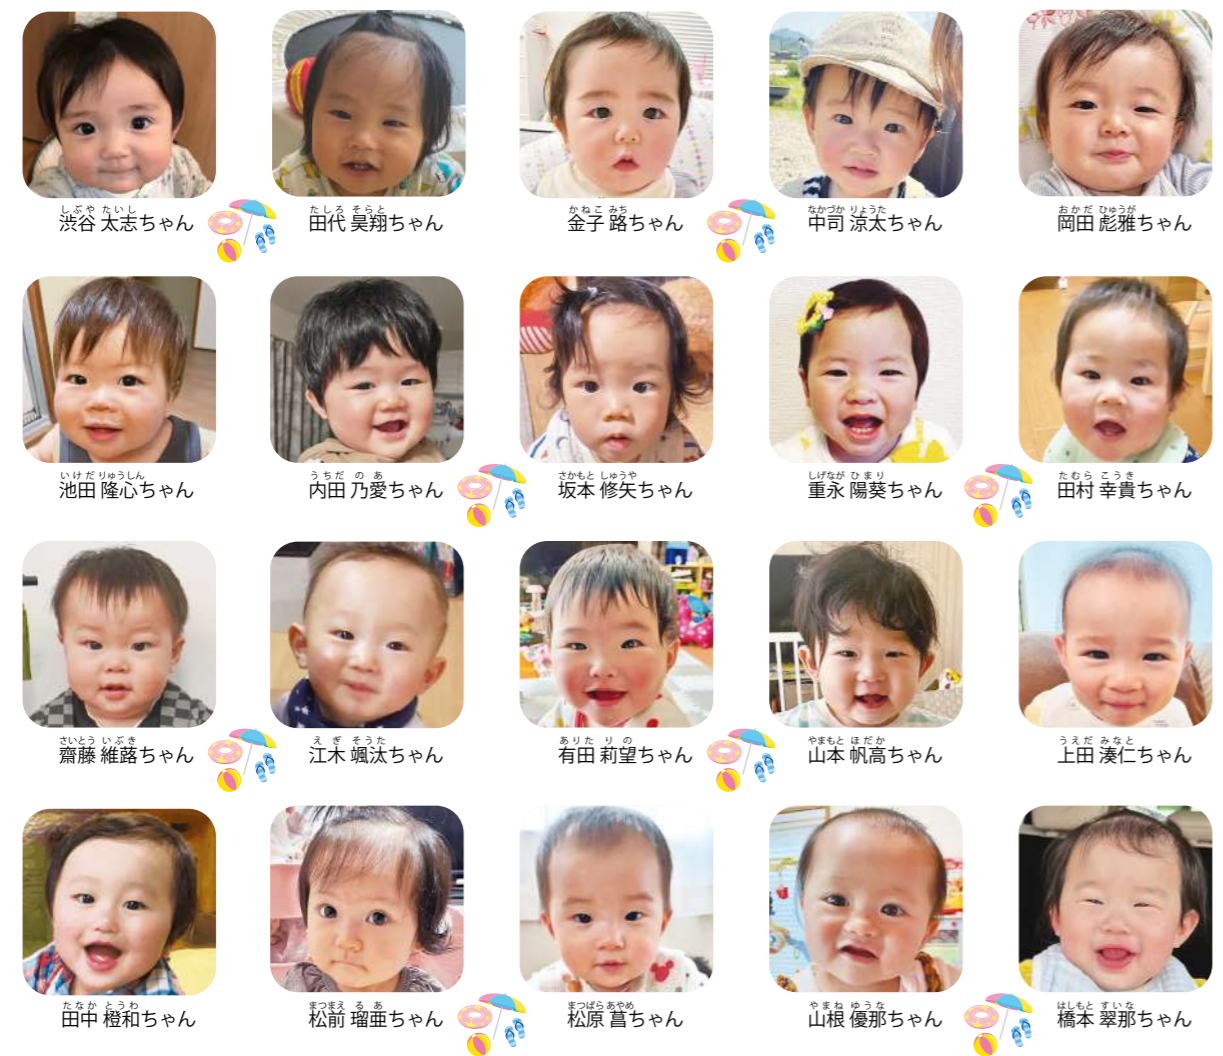 しぶや たいし
渋谷 太志ちゃん
たしろ そらと
田代 昊翔ちゃん
かねこ みち
金子 路ちゃん
なかづか りょうた
中司 涼太ちゃん
おかだ ひゅうが
岡田 彪雅ちゃん
いけだ りゅうしん
池田 隆心ちゃん
うちだ のあ
内田 乃愛ちゃん
さかもと しゅうや
坂本 修矢ちゃん
しげなが ひまり
重永 陽葵ちゃん
たむら こうき
田村 幸貴ちゃん
さいとう いぶき
齋藤 維蕗ちゃん
えぎ そうた
江木 颯汰ちゃん
ありた りの
有田 莉望ちゃん
やまもと ほだか
山本 帆高ちゃん
うえだ みなと
上田 湊仁ちゃん
たなか とうわ
田中 橙和ちゃん
まつまえ るあ
松前 瑠亜ちゃん
まつばら あやめ
松原 菖ちゃん
やまね ゆうな
山根 優那ちゃん
はしもと すいな
橋本 翠那ちゃん